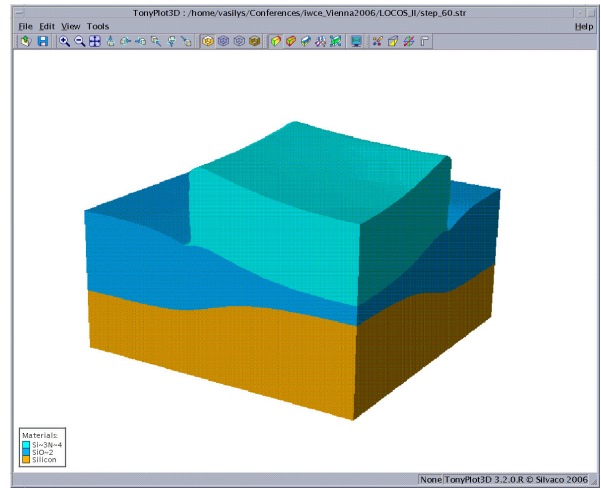 TonyPlot3D : /home/vasilys/Conferences/iwce_Vienna2006/LOCOS_II/step_60.str
File Edit View Tools Help
Materials:
Si~3N~4
SiO~2
Silicon
None TonyPlot3D 3.2.0.R © Silvaco 2006